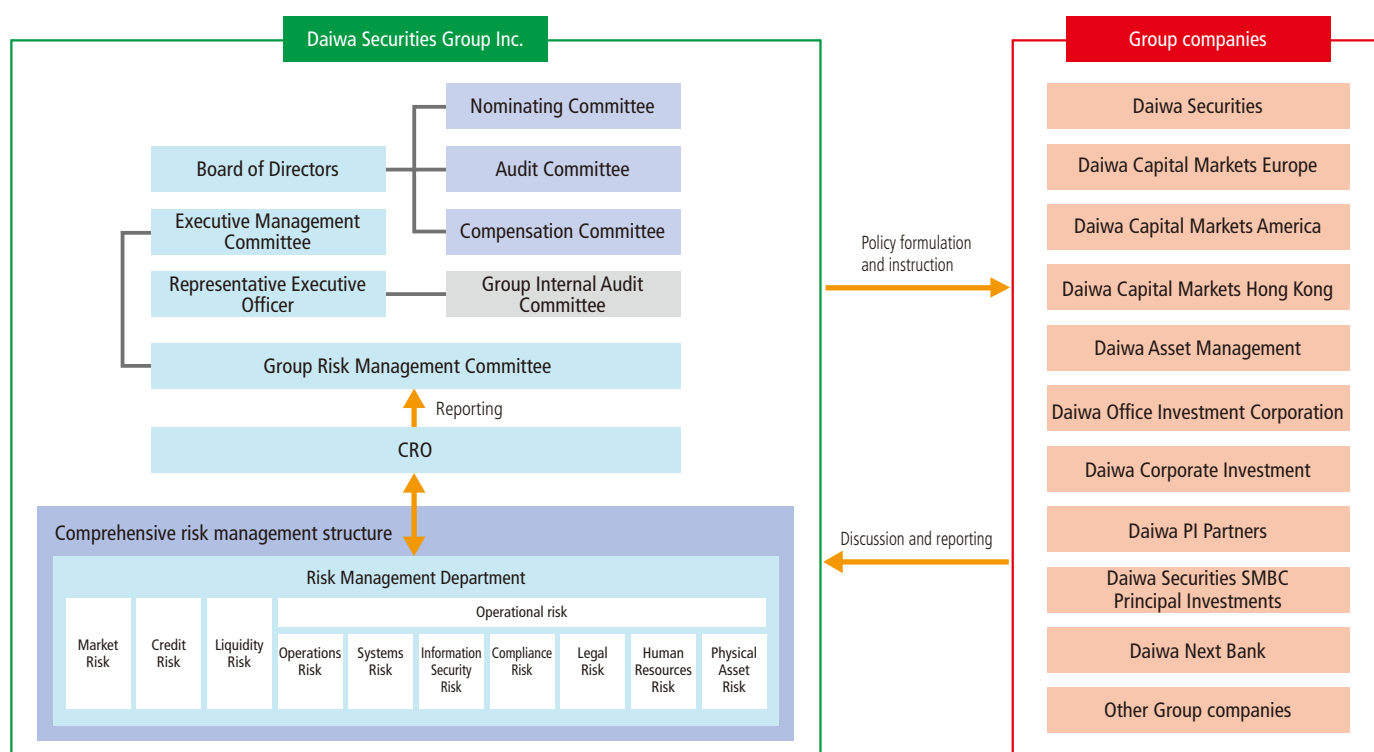 Daiwa Securities Group Inc.
Nominating Committee
Board of Directors
Audit Committee
Executive Management
Committee
Compensation Committee
Representative Executive
Officer
Group Internal Audit
Committee
Group Risk Management Committee
Reporting
CRO
Comprehensive risk management structure
Risk Management Department
Market
Risk
Credit
Risk
Liquidity
Risk
Operational risk
Operations
Risk
Systems
Risk
Information
Security
Risk
Compliance
Risk
Legal
Risk
Human
Resources
Risk
Physical
Asset
Risk
Policy formulation
and instruction
Discussion and reporting
Group companies
Daiwa Securities
Daiwa Capital Markets Europe
Daiwa Capital Markets America
Daiwa Capital Markets Hong Kong
Daiwa Asset Management
Daiwa Office Investment Corporation
Daiwa Corporate Investment
Daiwa PI Partners
Daiwa Securities SMBC
Principal Investments
Daiwa Next Bank
Other Group companies